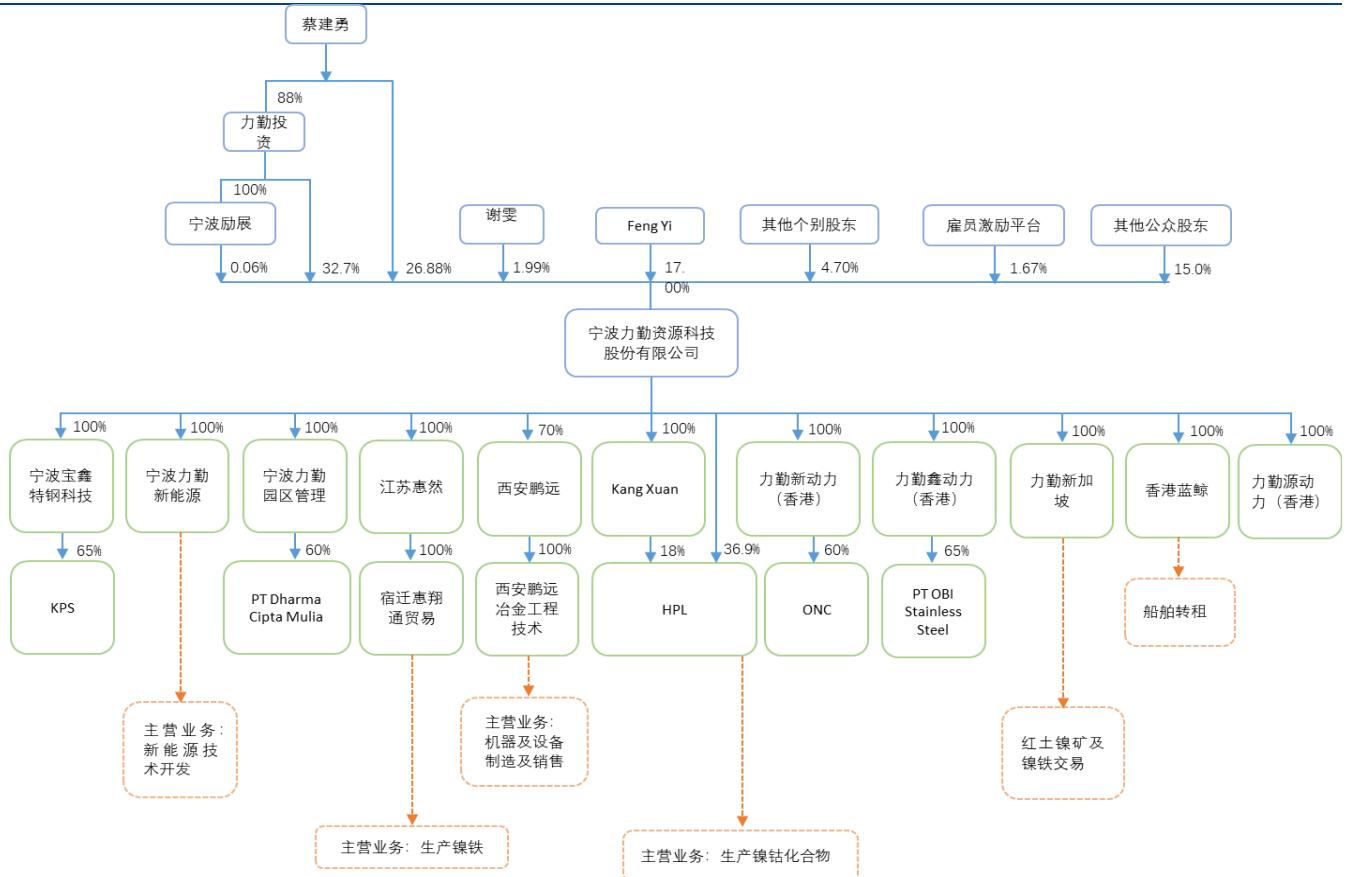 蔡建勇
88%
力勤投
资
100%
宁波励展
谢雯
Feng Yi
其他个别股东
雇员激励平台
其他公众股东
0.06%
32.7%
26.88%
1.99%
17.
00%
4.70%
1.67%
15.0%
宁波力勤资源科技
股份有限公司
100%
100%
100%
100%
70%
100%
100%
100%
100%
100%
100%
宁波宝鑫
特钢科技
宁波力勤
新能源
宁波力勤
园区管理
江苏惠然
西安鹏远
Kang Xuan
力勤新动力
（香港）
力勤鑫动力
（香港）
力勤新加
坡
香港蓝鲸
力勤源动
力（香港）
65%
60%
100%
100%
18%
36.9%
60%
65%
KPS
PT Dharma
Cipta Mulia
宿迁惠翔
通贸易
西安鹏远
冶金工程
技术
HPL
ONC
PT OBI
Stainless
Steel
船舶转租
主营业务：
新能源技
术开发
主营业务：
机器及设备
制造及销售
红土镍矿及
镍铁交易
主营业务：生产镍铁
主营业务：生产镍钴化合物